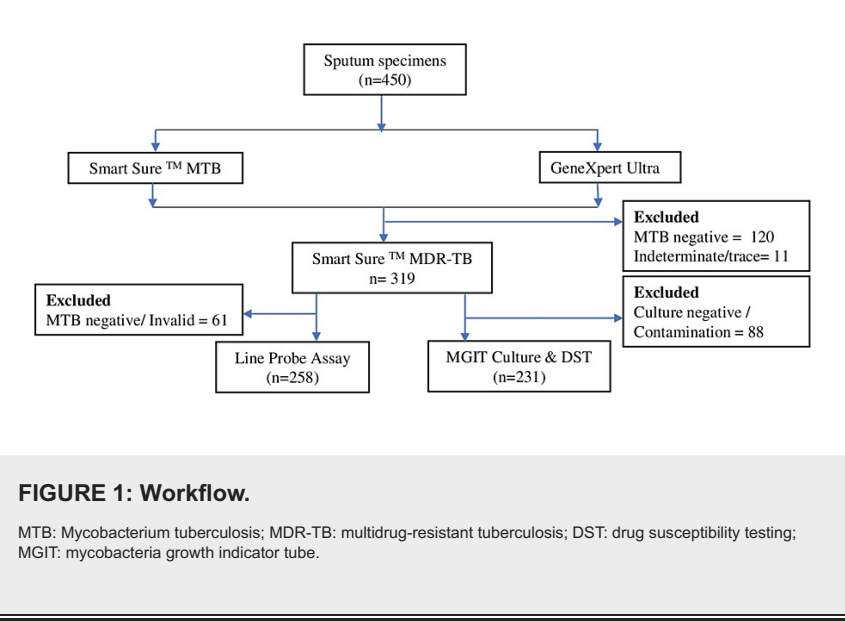 Sputum specimens
(n=450)
Smart Sure ™ MTB
GeneXpert Ultra
Excluded
MTB negative = 120
Indeterminate/trace= 11
Smart Sure ™ MDR-TB
n= 319
Excluded
MTB negative/ Invalid = 61
Excluded
Culture negative /
Contamination = 88
Line Probe Assay
(n=258)
MGIT Culture & DST
(n=231)
FIGURE 1: Workflow.
MTB: Mycobacterium tuberculosis; MDR-TB: multidrug-resistant tuberculosis; DST: drug susceptibility testing;
MGIT: mycobacteria growth indicator tube.